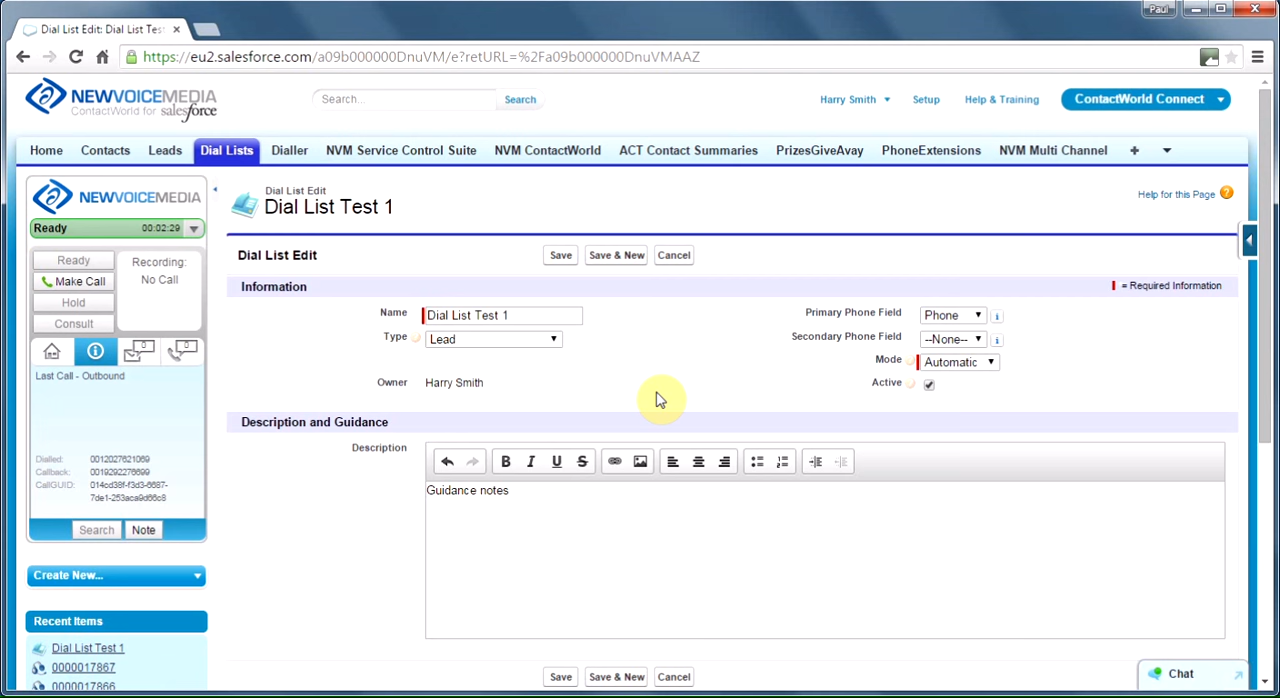 Paul
Dial List Edit: Dial List Tes
https://eu2.salesforce.com/a09b000000DnuVM/e?retURL=%2Fa09b000000DnuVMAAZ
NEWVOICEMEDIA
ContactWorld for salesforce
Search...
Search
Harry Smith
Setup
Help & Training
ContactWorld Connect
Home
Contacts
Leads
Dial Lists
Dialler
NVM Service Control Suite
NVM ContactWorld
ACT Contact Summaries
PrizesGiveAvay
PhoneExtensions
NVM Multi Channel
+
NEWVOICEMEDIA
Ready 00:02:29
Ready
Make Call
Hold
Consult
Recording:
No Call
0
0
Last Call - Outbound
Dialled: 0012027621069
Callback: 0019292276699
CallGUID: 014cd38f-f3d3-6687-
7de1-253aca9d66c8
Search
Note
Create New...
Recent Items
Dial List Test 1
0000017867
0000017866
Dial List Edit
Dial List Test 1
Help for this Page ?
Dial List Edit
Save
Save & New
Cancel
Information
= Required Information
Name Dial List Test 1
Type Lead
Owner Harry Smith
Primary Phone Field Phone
Secondary Phone Field --None--
Mode Automatic
Active
Description and Guidance
Description
B I U S
Guidance notes
Save
Save & New
Cancel
Chat